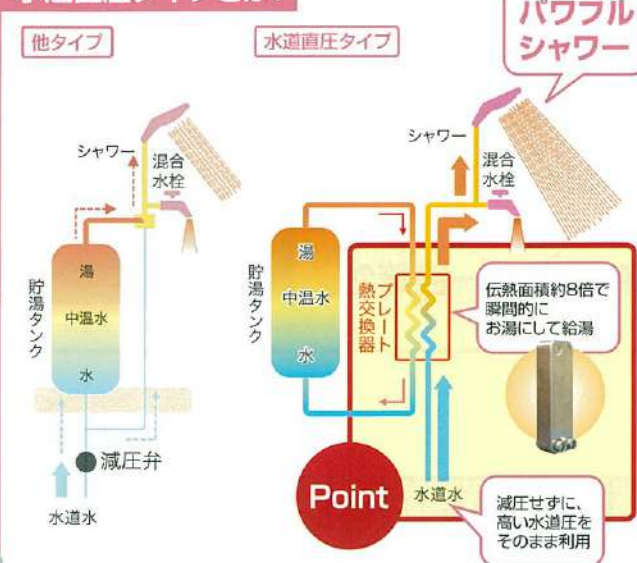 パワフル
シャワー
他タイプ
水道直圧タイプ
シャワー
混合
水栓
湯
中温水
水
貯湯タンク
減圧弁
水道水
シャワー
混合
水栓
湯
中温水
水
貯湯タンク
プレート
熱交換器
伝熱面積約8倍で
瞬間的に
お湯にして給湯
Point
水道水
減圧せずに、
高い水道圧を
そのまま利用